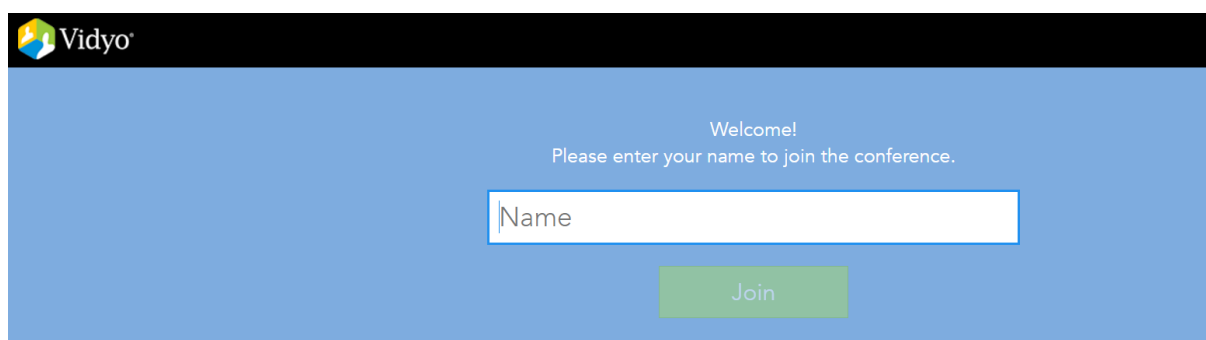 Vidyo®
Welcome!
Please enter your name to join the conference.
Name
Join